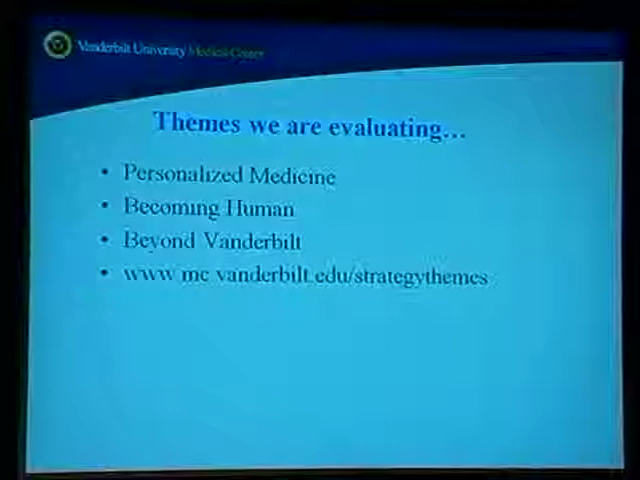 Vanderbilt University Medical Center
Themes we are evaluating...
• Personalized Medicine
• Becoming Human
• Beyond Vanderbilt
• www.mc.vanderbilt.edu/strategythemes